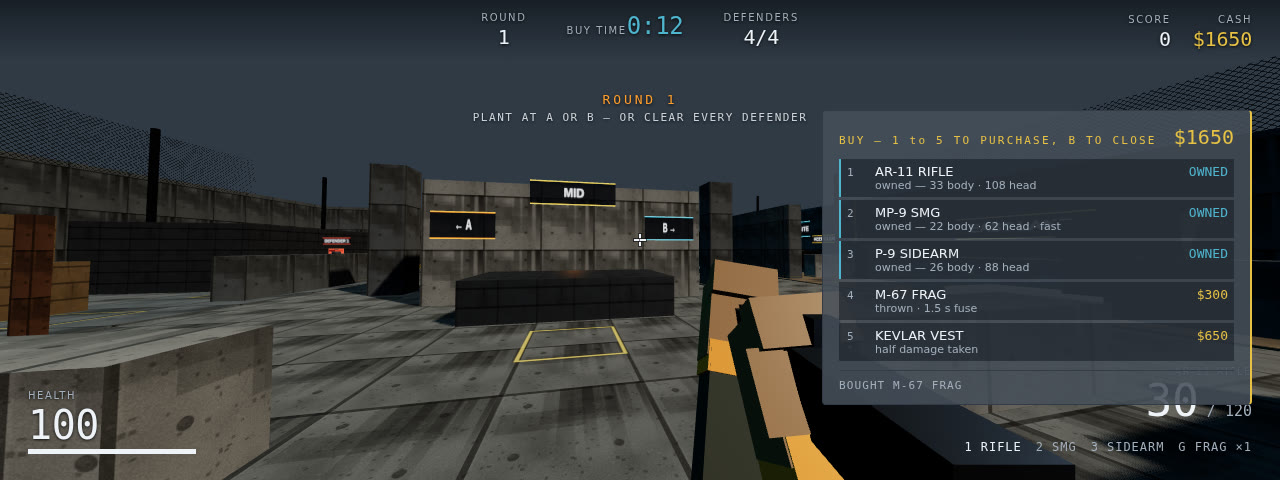 ROUND
1
BUY TIME 0:12
DEFENDERS
4/4
SCORE
0
CASH
$1650
ROUND 1
PLANT AT A OR B — OR CLEAR EVERY DEFENDER
BUY — 1 to 5 TO PURCHASE, B TO CLOSE $1650
1 AR-11 RIFLE OWNED
owned — 33 body · 108 head
2 MP-9 SMG OWNED
owned — 22 body · 62 head · fast
3 P-9 SIDEARM OWNED
owned — 26 body · 88 head
4 M-67 FRAG $300
thrown · 1.5 s fuse
5 KEVLAR VEST $650
half damage taken
BOUGHT M-67 FRAG
MID
← A
B →
HEALTH
100
30 / 120
1 RIFLE 2 SMG 3 SIDEARM G FRAG ×1